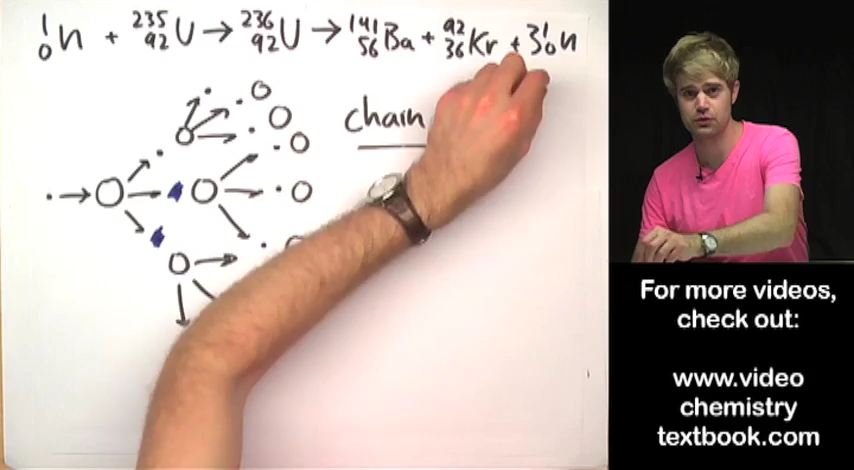 ¹₀n + ²³⁵₉₂U → ²³⁶₉₂U → ¹⁴¹₅₆Ba + ⁹²₃₆Kr + 3¹₀n
chain
For more videos,
check out:
www.video
chemistry
textbook.com